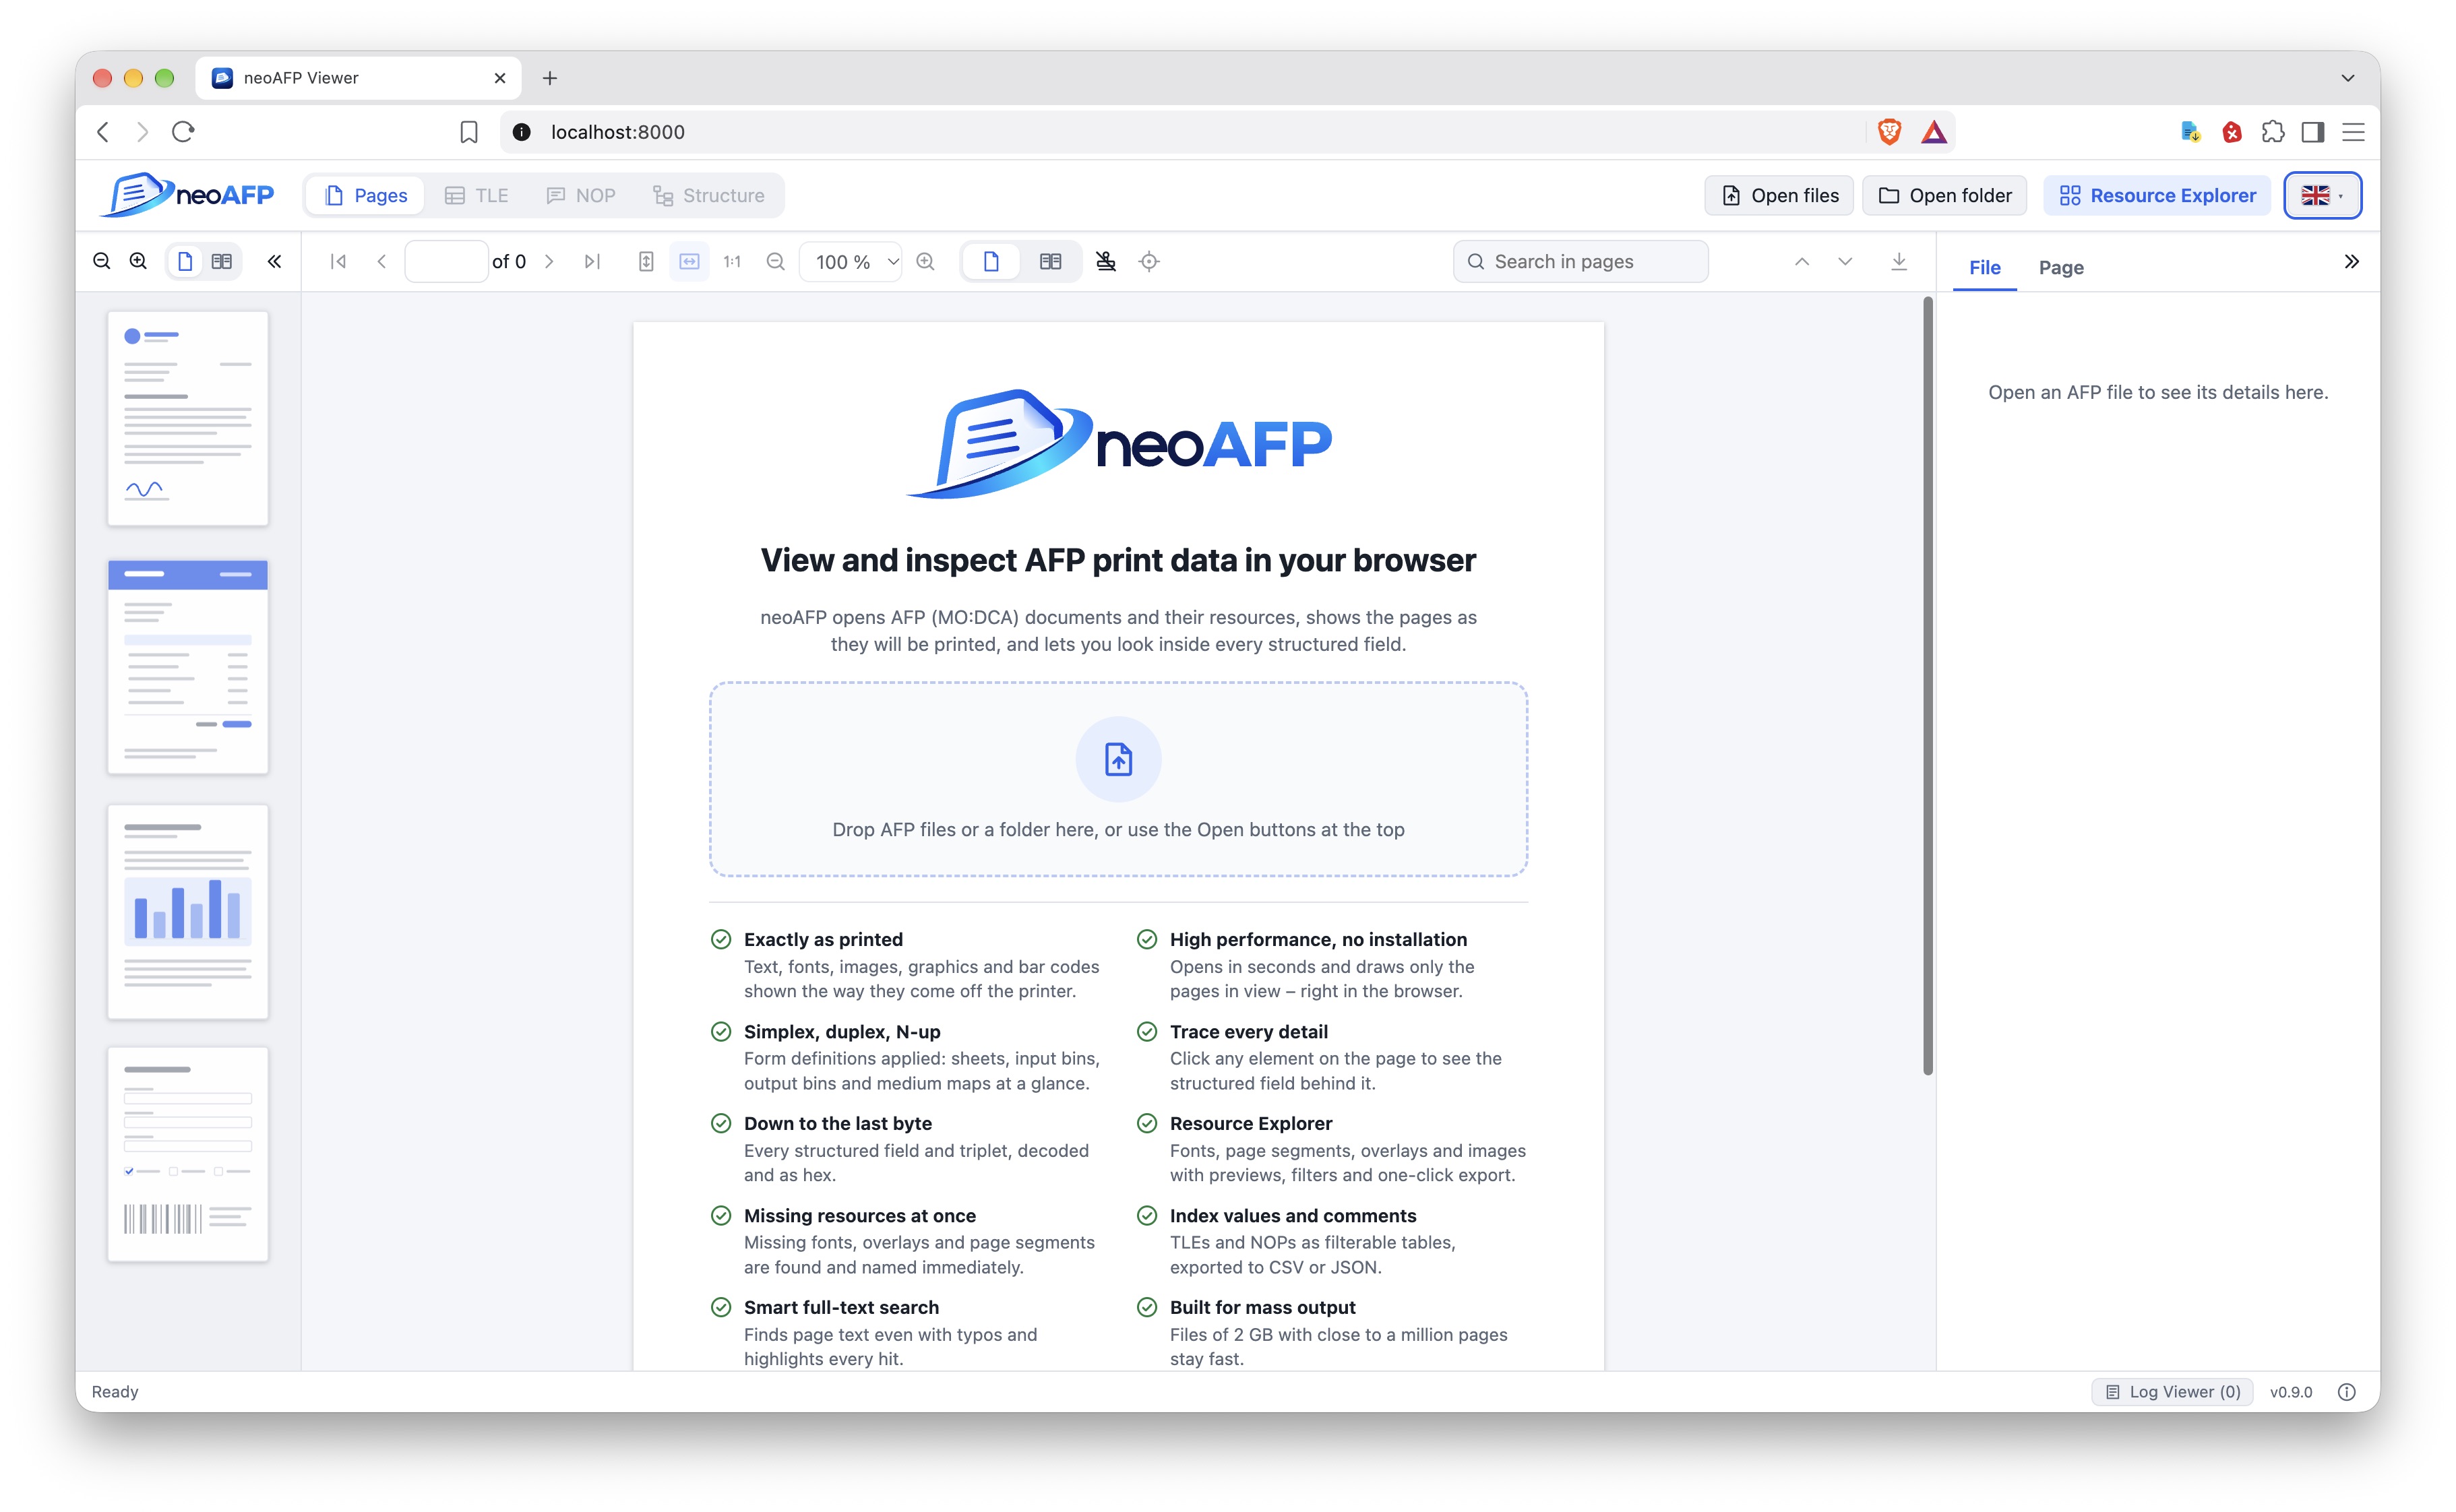 neoAFP Viewer
localhost:8000
neoAFP
Pages
TLE
NOP
Structure
Open files
Open folder
Resource Explorer
of 0
1:1
100 %
Search in pages
File
Page
Open an AFP file to see its details here.
neoAFP
View and inspect AFP print data in your browser
neoAFP opens AFP (MO:DCA) documents and their resources, shows the pages as
they will be printed, and lets you look inside every structured field.
Drop AFP files or a folder here, or use the Open buttons at the top
Exactly as printed
Text, fonts, images, graphics and bar codes
shown the way they come off the printer.
High performance, no installation
Opens in seconds and draws only the
pages in view – right in the browser.
Simplex, duplex, N-up
Form definitions applied: sheets, input bins,
output bins and medium maps at a glance.
Trace every detail
Click any element on the page to see the
structured field behind it.
Down to the last byte
Every structured field and triplet, decoded
and as hex.
Resource Explorer
Fonts, page segments, overlays and images
with previews, filters and one-click export.
Missing resources at once
Missing fonts, overlays and page segments
are found and named immediately.
Index values and comments
TLEs and NOPs as filterable tables,
exported to CSV or JSON.
Smart full-text search
Finds page text even with typos and
highlights every hit.
Built for mass output
Files of 2 GB with close to a million pages
stay fast.
Ready
Log Viewer (0)
v0.9.0